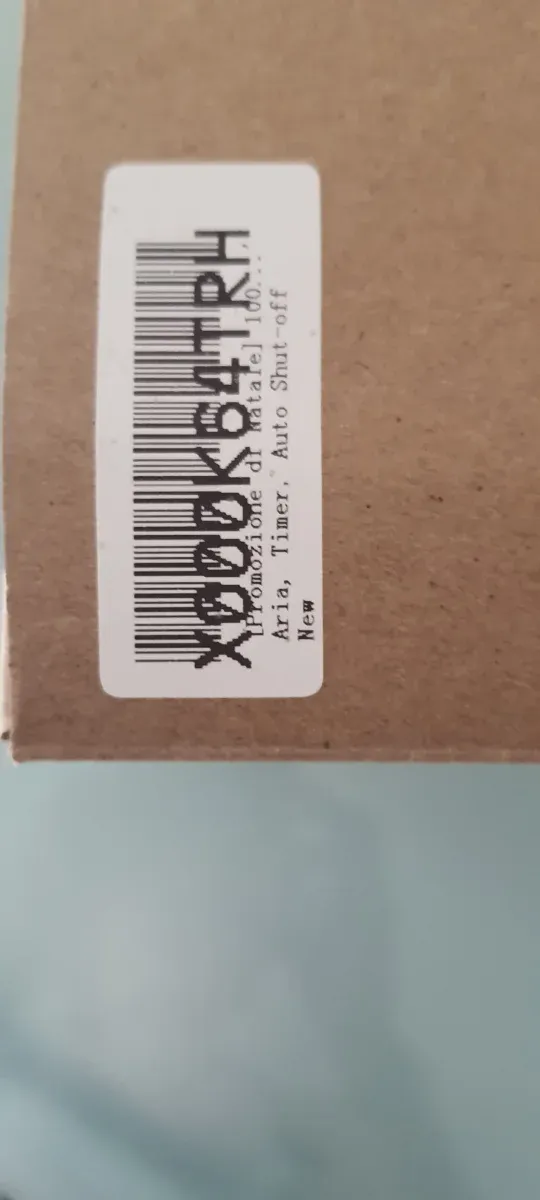 X000K64TRH
[Promozione di Natale] 100...
Aria, Timer, Auto Shut-off
New